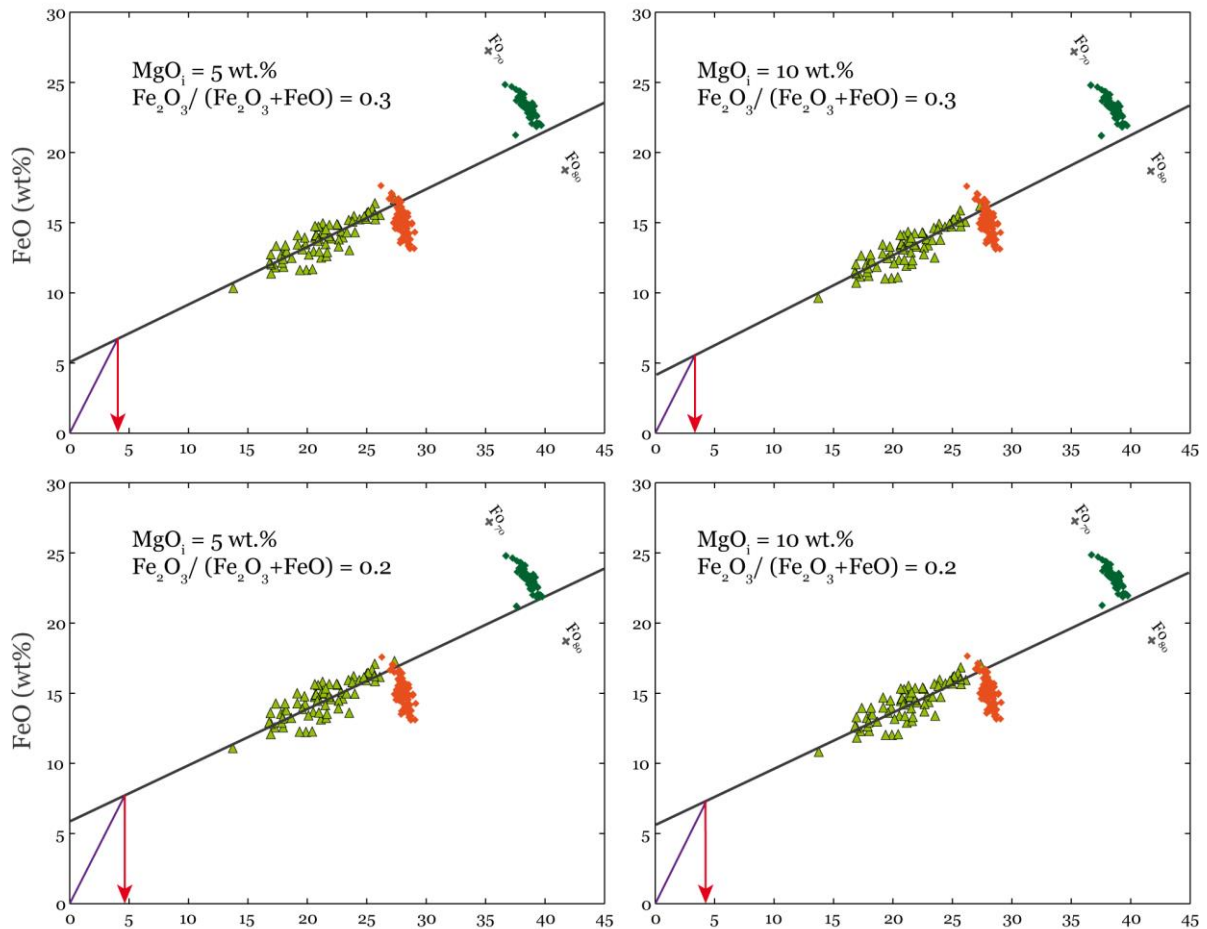 30
25
20
15
10
5
0
FeO (wt%)
MgOᵢ = 5 wt.%
Fe₂O₃/ (Fe₂O₃+FeO) = 0.3
Fo₇₀
Fo₈₀
0 5 10 15 20 25 30 35 40 45
30
25
20
15
10
5
0
MgOᵢ = 10 wt.%
Fe₂O₃/ (Fe₂O₃+FeO) = 0.3
Fo₇₀
Fo₈₀
0 5 10 15 20 25 30 35 40 45
30
25
20
15
10
5
0
FeO (wt%)
MgOᵢ = 5 wt.%
Fe₂O₃/ (Fe₂O₃+FeO) = 0.2
Fo₇₀
Fo₈₀
0 5 10 15 20 25 30 35 40 45
30
25
20
15
10
5
0
MgOᵢ = 10 wt.%
Fe₂O₃/ (Fe₂O₃+FeO) = 0.2
Fo₇₀
Fo₈₀
0 5 10 15 20 25 30 35 40 45